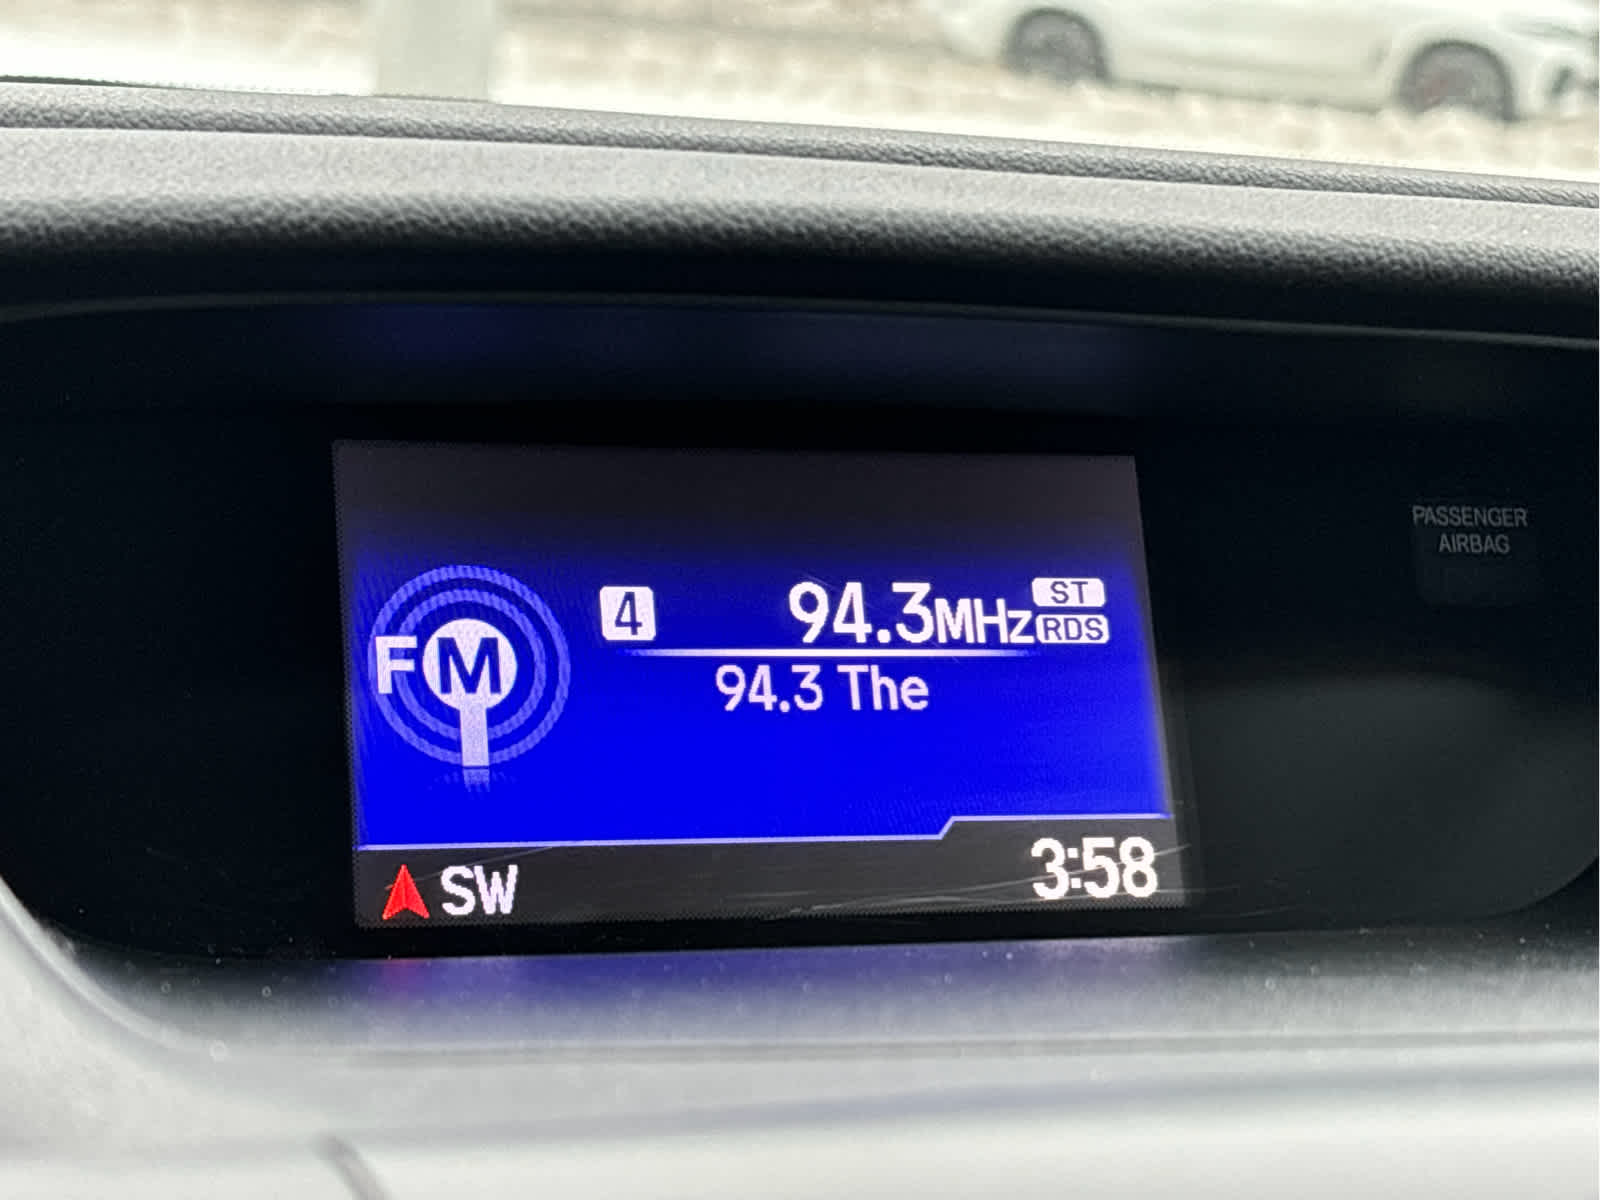 FM
4 94.3MHz ST
RDS
94.3 The
SW 3:58
PASSENGER
AIRBAG